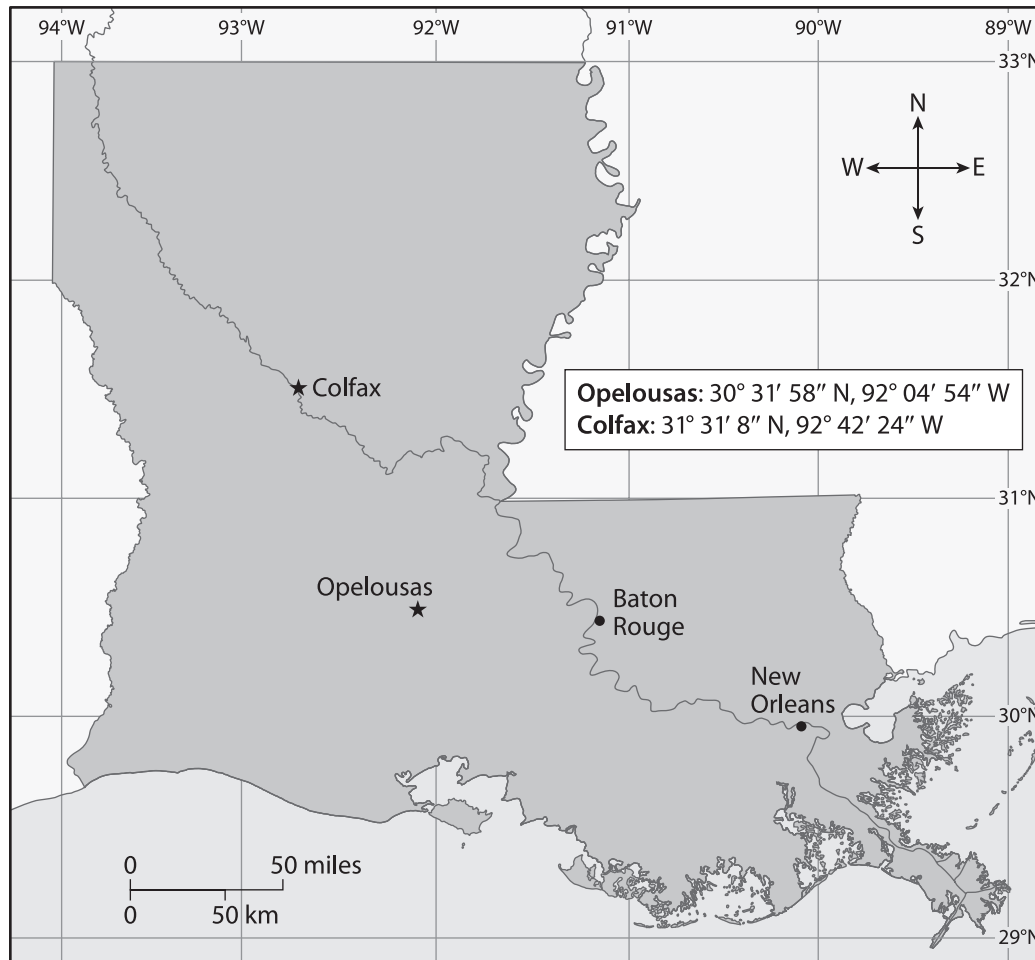 94°W 93°W 92°W 91°W 90°W 89°W
33°N
N
W E
S
32°N
Colfax
Opelousas: 30° 31′ 58″ N, 92° 04′ 54″ W
Colfax: 31° 31′ 8″ N, 92° 42′ 24″ W
31°N
Opelousas
Baton
Rouge
New
Orleans
30°N
0 50 miles
0 50 km
29°N